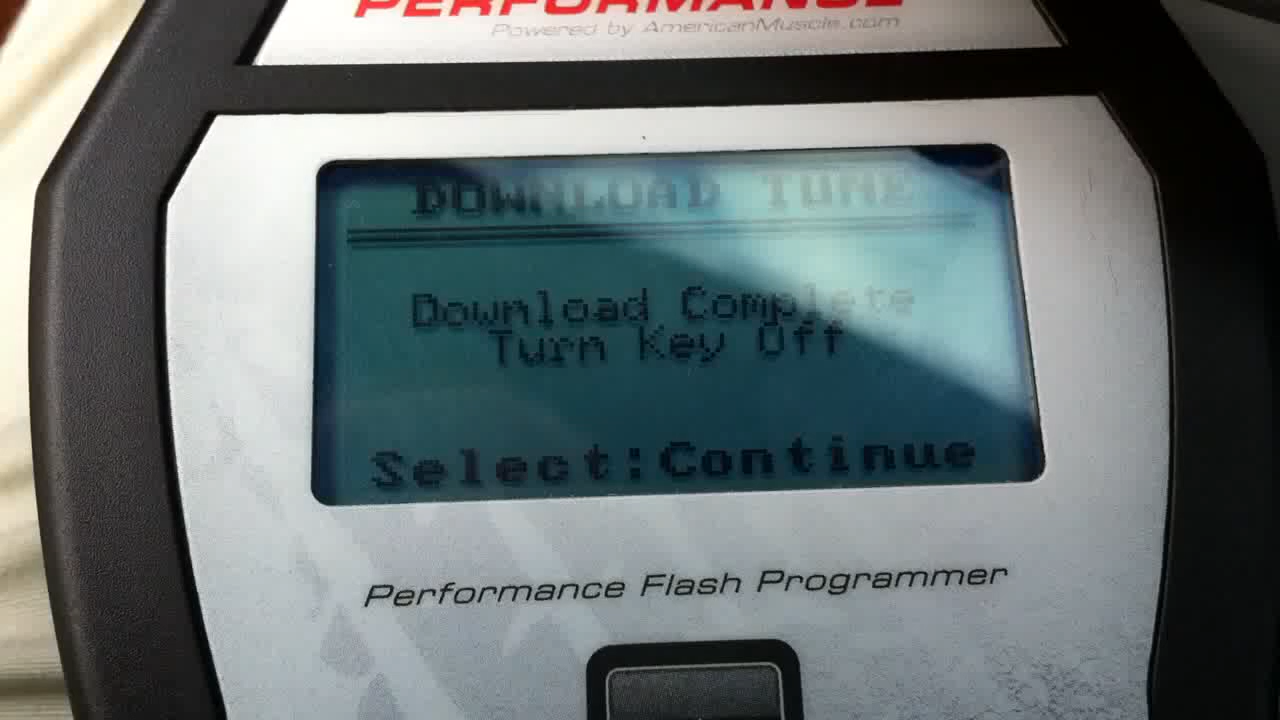 PERFORMANCE
Powered by AmericanMuscle.com
DOWNLOAD TUNE
Download Complete
Turn Key Off
Select:Continue
Performance Flash Programmer